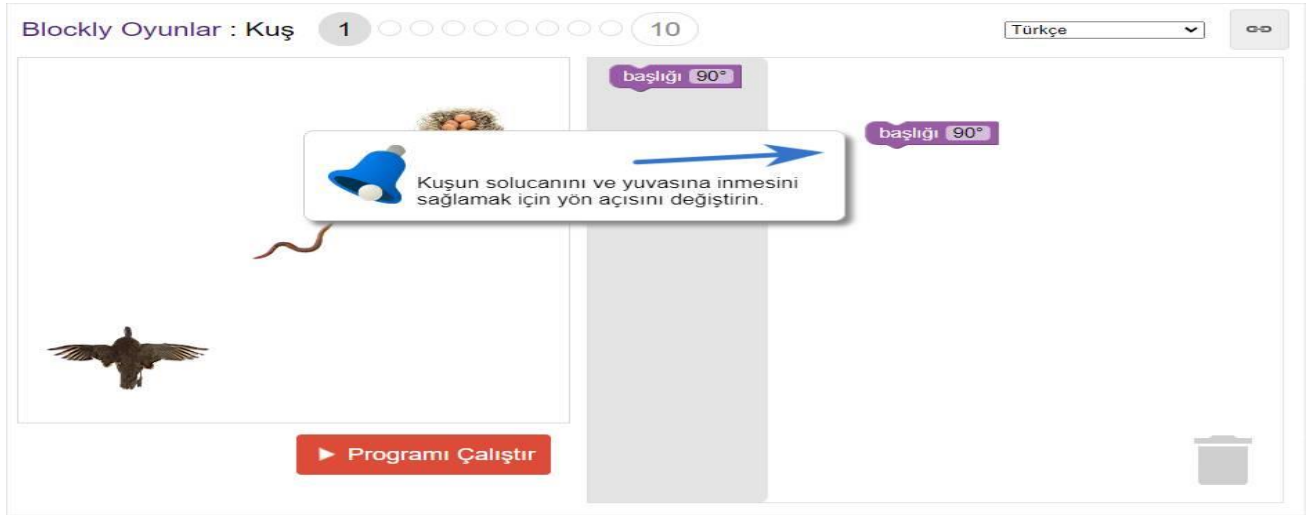 Blockly Oyunlar : Kuş 1 10 Türkçe
başlığı 90°
başlığı 90°
Kuşun solucanını ve yuvasına inmesini
sağlamak için yön açısını değiştirin.
Programı Çalıştır